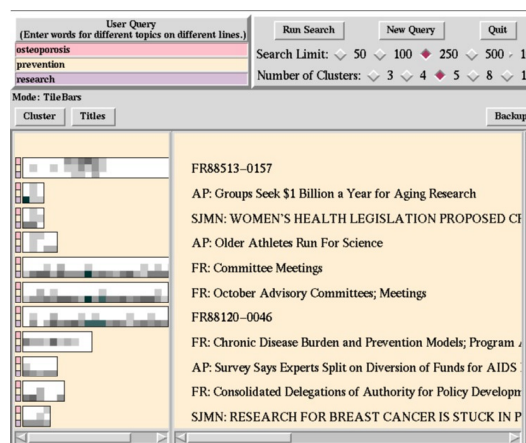 User Query
(Enter words for different topics on different lines.)
osteoporosis
prevention
research
Run Search New Query Quit
Search Limit: 50 100 250 500 1
Number of Clusters: 3 4 5 8 1
Mode: TileBars
Cluster Titles Backup
FR88513-0157
AP: Groups Seek $1 Billion a Year for Aging Research
SJMN: WOMEN'S HEALTH LEGISLATION PROPOSED
AP: Older Athletes Run For Science
FR: Committee Meetings
FR: October Advisory Committees; Meetings
FR88120-0046
FR: Chronic Disease Burden and Prevention Models; Program
AP: Survey Says Experts Split on Diversion of Funds for AIDS
FR: Consolidated Delegations of Authority for Policy Developm
SJMN: RESEARCH FOR BREAST CANCER IS STUCK IN P